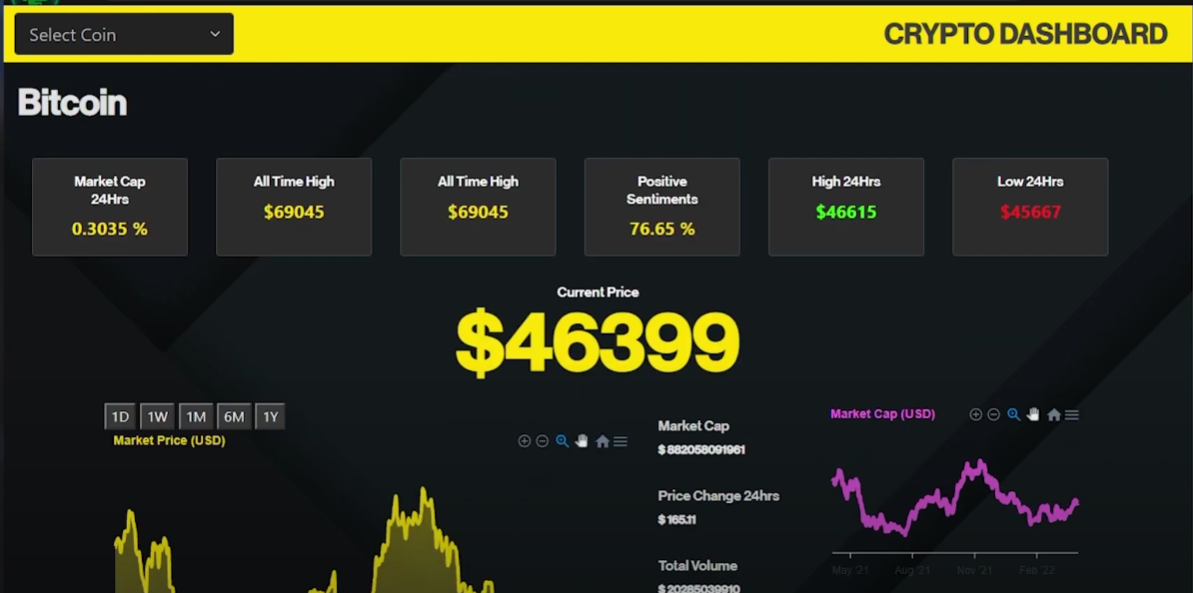 Select Coin
CRYPTO DASHBOARD
Bitcoin
Market Cap
24Hrs
0.3035 %
All Time High
$69045
All Time High
$69045
Positive
Sentiments
76.65 %
High 24Hrs
$46615
Low 24Hrs
$45667
Current Price
$46399
1D 1W 1M 6M 1Y
Market Price (USD)
Market Cap
$ 882058091961
Price Change 24hrs
$ 165.11
Total Volume
$ 20285039910
Market Cap (USD)
May '21 Aug '21 Nov '21 Feb '22